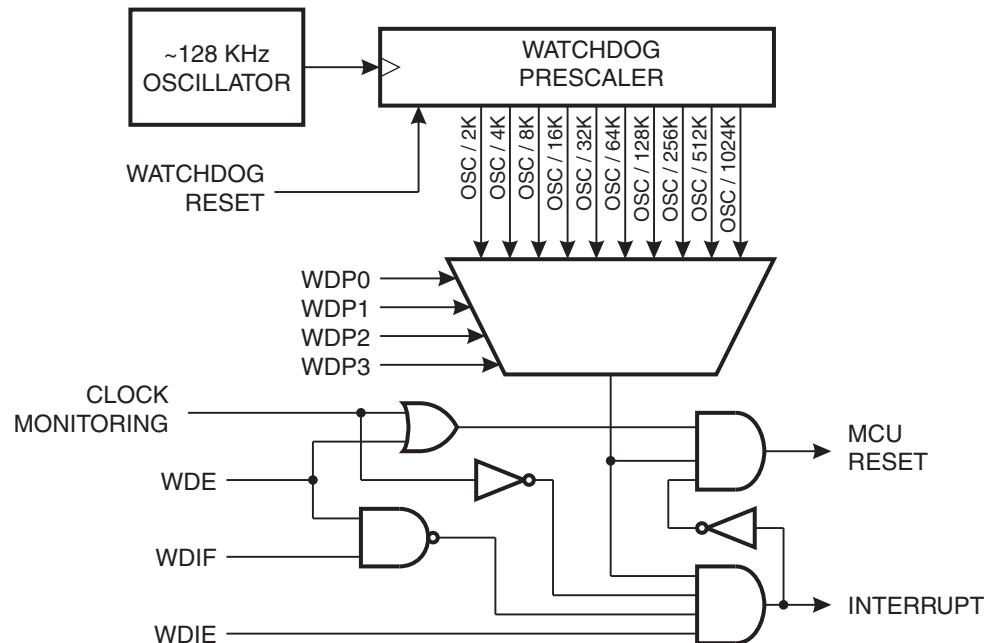 ~128 KHz
OSCILLATOR
WATCHDOG
PRESCALER
WATCHDOG
RESET
OSC / 2K
OSC / 4K
OSC / 8K
OSC / 16K
OSC / 32K
OSC / 64K
OSC / 128K
OSC / 256K
OSC / 512K
OSC / 1024K
WDP0
WDP1
WDP2
WDP3
CLOCK
MONITORING
MCU
RESET
WDE
WDIF
INTERRUPT
WDIE